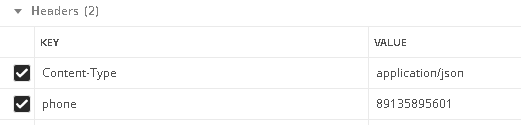 Headers (2)
KEY VALUE
Content-Type application/json
phone 89135895601